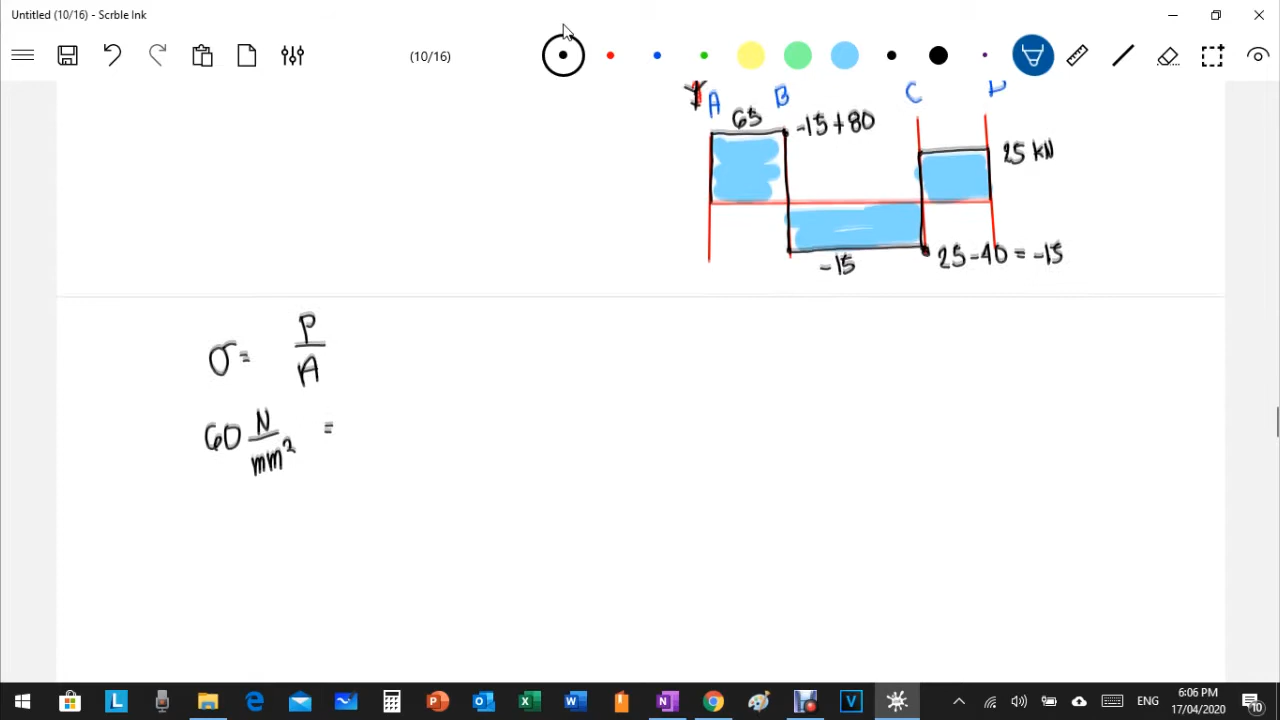 Untitled (10/16) - Scrble Ink
(10/16)
A B C
65 -15+80
25 kN
-15 25-40 = -15
σ = P/A
60 N/mm² =
6:06 PM
ENG
17/04/2020
10